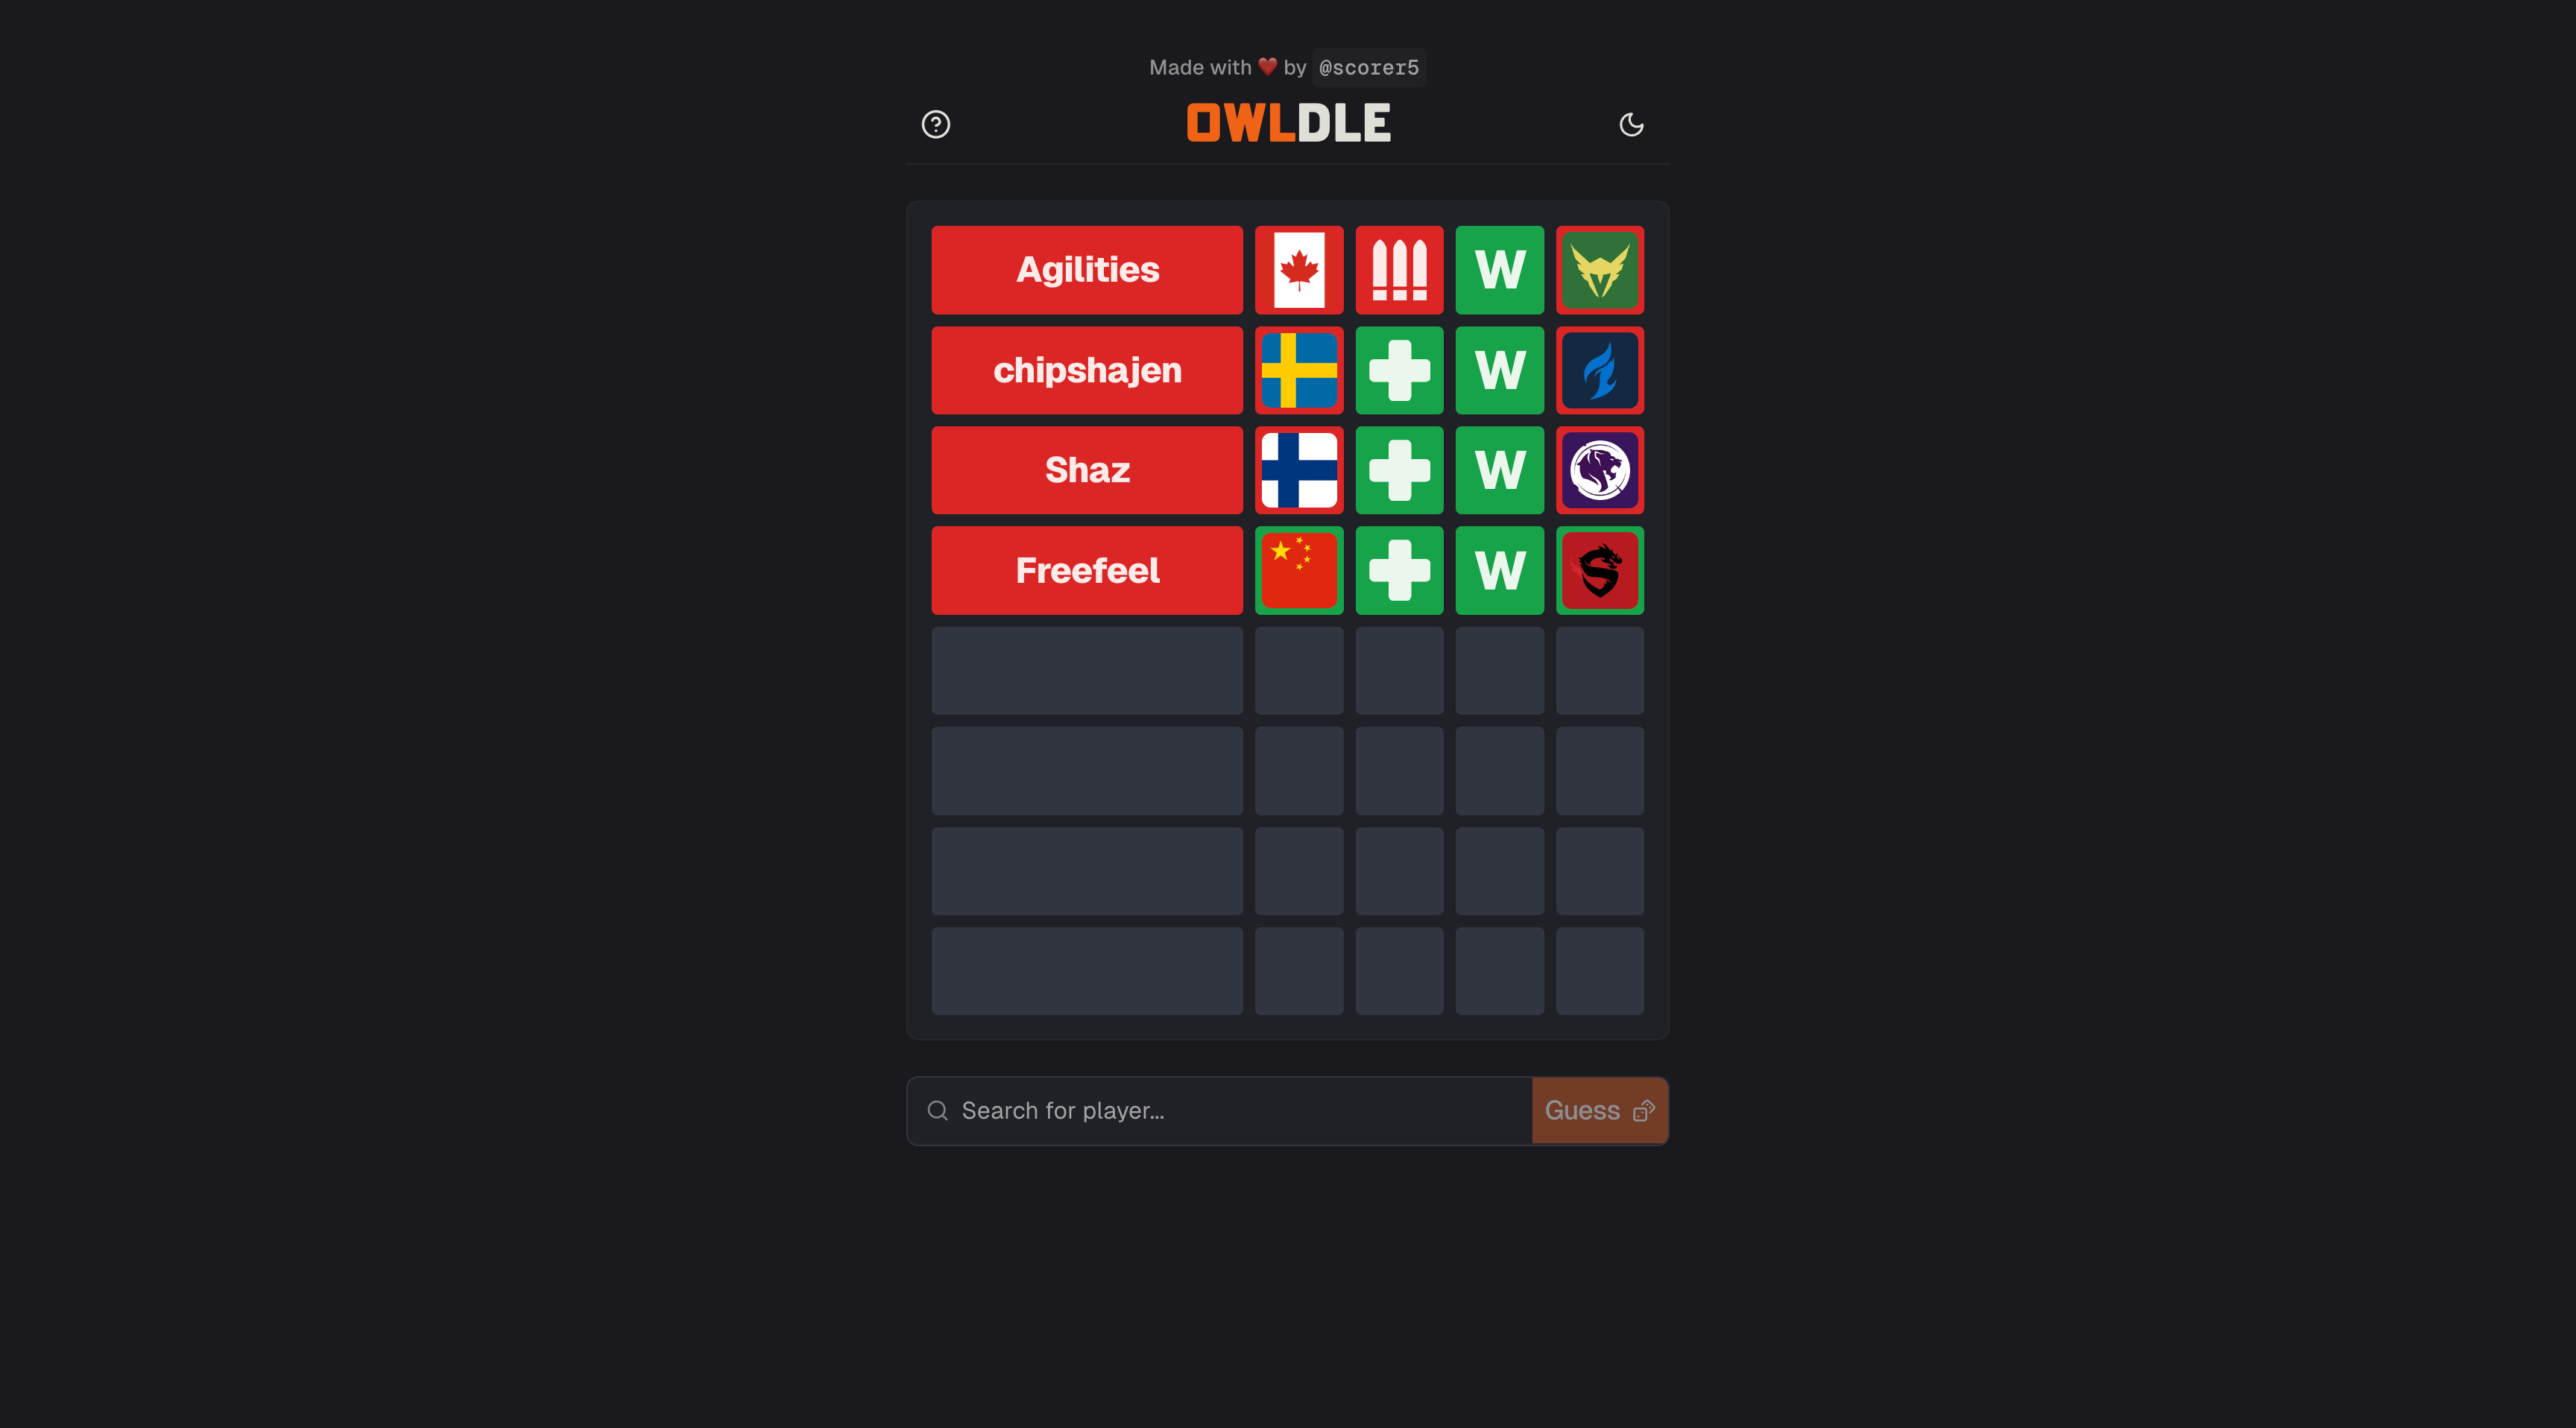 Made with ❤️ by @scorer5
OWLDLE
Agilities W
chipshajen W
Shaz W
Freefeel W
Search for player...
Guess